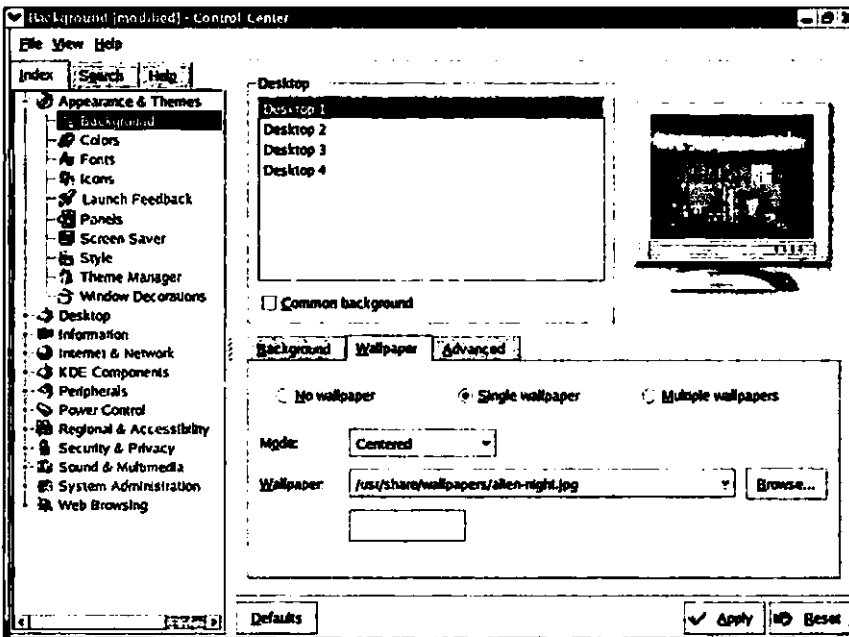 Background [modified] - Control Center
File View Help
Index Search Help
Appearance & Themes
Background
Colors
Fonts
Icons
Launch Feedback
Panels
Screen Saver
Style
Theme Manager
Window Decorations
Desktop
Information
Internet & Network
KDE Components
Peripherals
Power Control
Regional & Accessibility
Security & Privacy
Sound & Multimedia
System Administration
Web Browsing
Desktop
Desktop 1
Desktop 2
Desktop 3
Desktop 4
Common background
Background Wallpaper Advanced
No wallpaper Single wallpaper Multiple wallpapers
Mode: Centered
Wallpaper: /usr/share/wallpapers/alien-night.jpg Browse...
Defaults Apply Reset